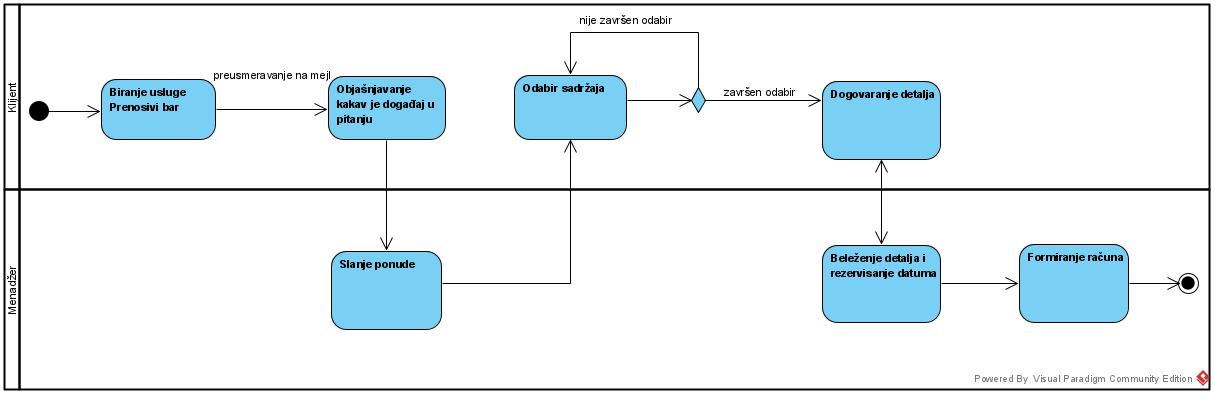 nije završen odabir
Klijent
preusmeravanje na mejl
Biranje usluge
Prenosivi bar
Objašnjavanje
kakav je događaj u
pitanju
Odabir sadržaja
završen odabir
Dogovaranje detalja
Menadžer
Slanje ponude
Beleženje detalja i
rezervisanje datuma
Formiranje računa
Powered By Visual Paradigm Community Edition